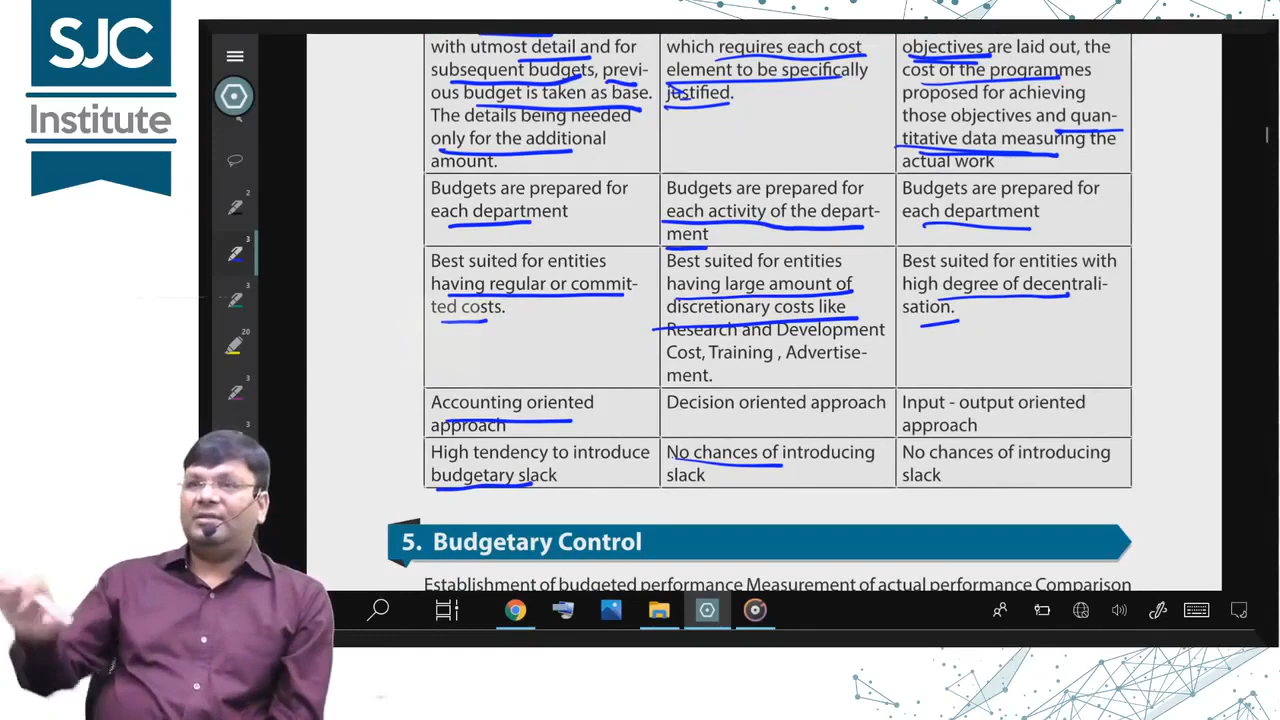 SJC
Institute
with utmost detail and for
subsequent budgets, previ-
ous budget is taken as base.
The details being needed
only for the additional
amount.
which requires each cost
element to be specifically
justified.
objectives are laid out, the
cost of the programmes
proposed for achieving
those objectives and quan-
titative data measuring the
actual work
Budgets are prepared for
each department
Budgets are prepared for
each activity of the depart-
ment
Budgets are prepared for
each department
Best suited for entities
having regular or commit-
ted costs.
Best suited for entities
having large amount of
discretionary costs like
Research and Development
Cost, Training , Advertise-
ment.
Best suited for entities with
high degree of decentrali-
sation.
Accounting oriented
approach
Decision oriented approach
Input - output oriented
approach
High tendency to introduce
budgetary slack
No chances of introducing
slack
No chances of introducing
slack
5. Budgetary Control
Establishment of budgeted performance Measurement of actual performance Comparison
2
3
3
20
3
3